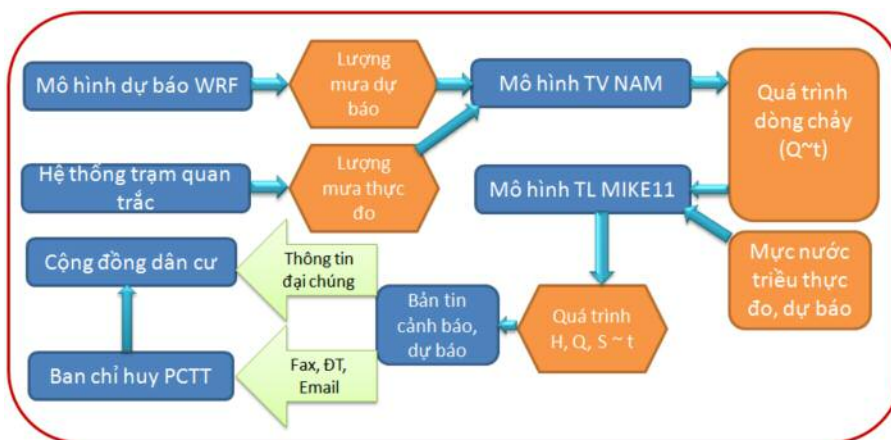 Mô hình dự báo WRF
Lượng
mưa dự
báo
Mô hình TV NAM
Quá trình
dòng chảy
(Q~t)
Hệ thống trạm quan
trắc
Lượng
mưa thực
đo
Mô hình TL MIKE11
Mực nước
triều thực
đo, dự báo
Cộng đồng dân cư
Thông tin
đại chúng
Bản tin
cảnh báo,
dự báo
Quá trình
H, Q, S ~ t
Ban chỉ huy PCTT
Fax, ĐT,
Email